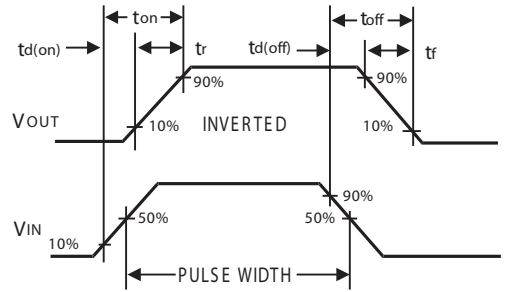 ton toff
td(on) tr td(off) tf
90% 90%
VOUT 10% INVERTED 10%
90%
50% 50%
VIN 10%
PULSE WIDTH